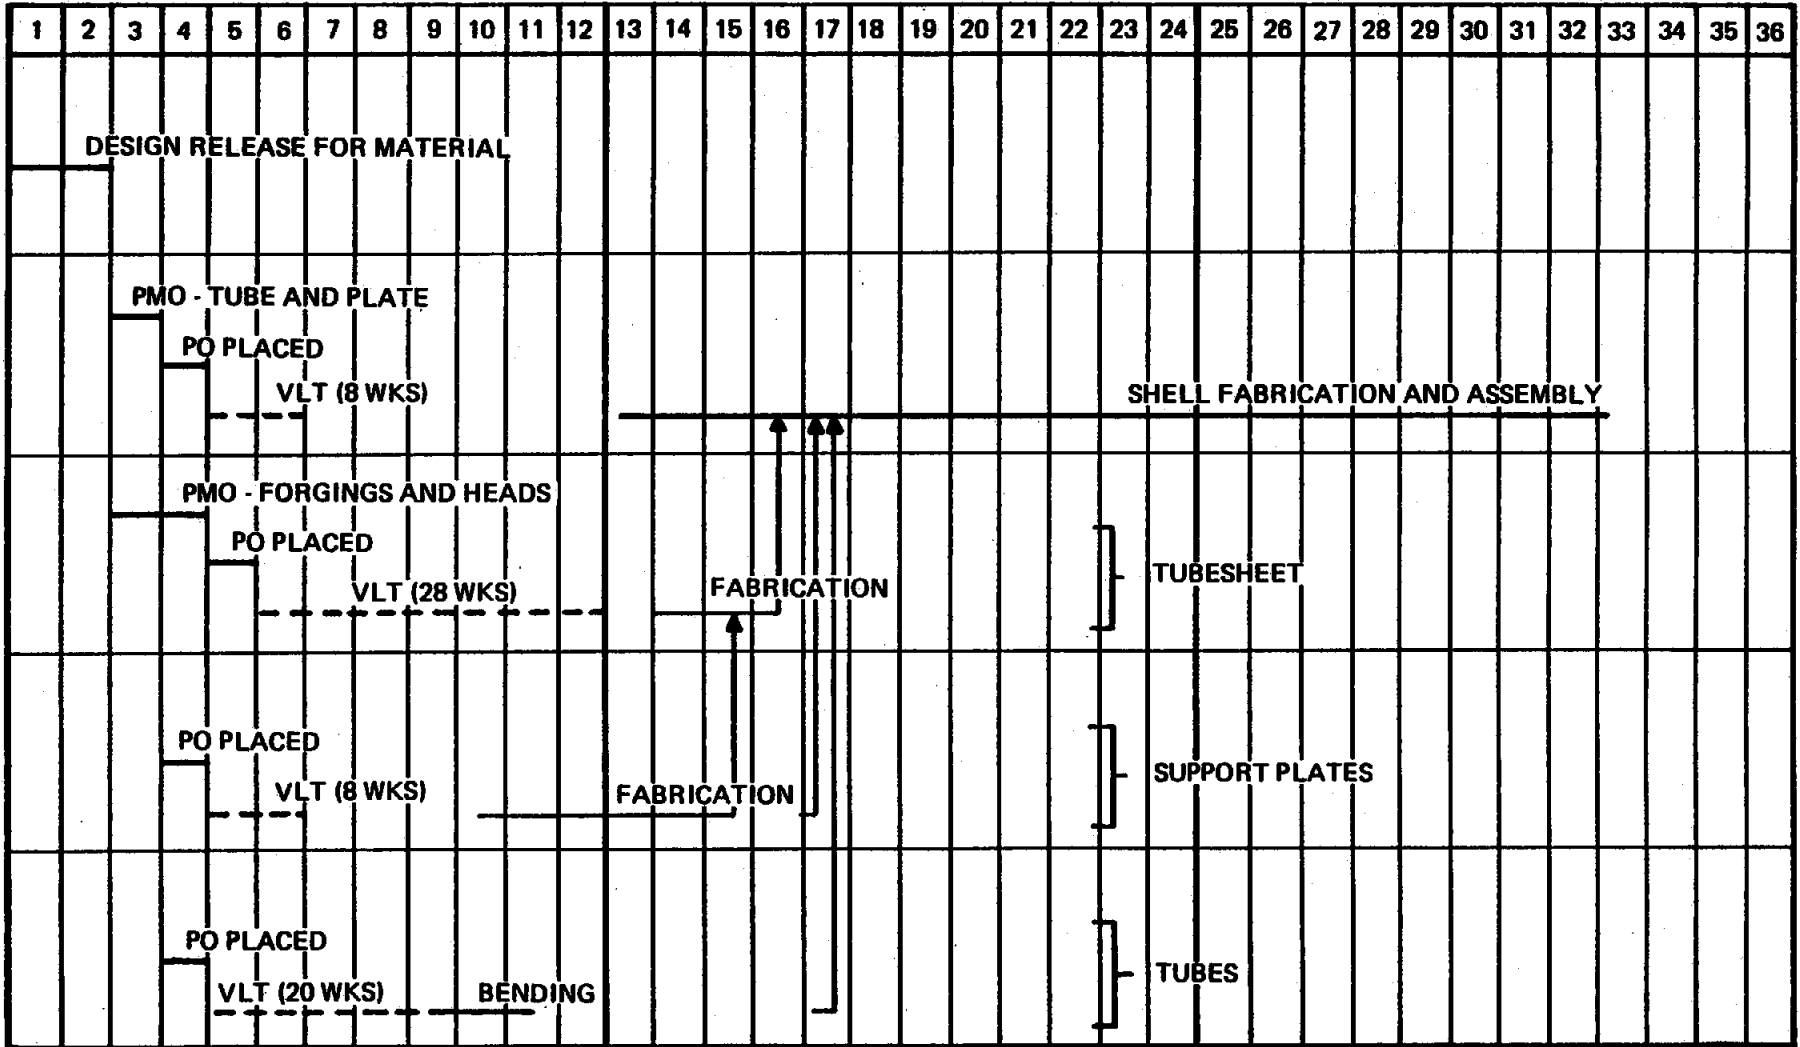 1 2 3 4 5 6 7 8 9 10 11 12 13 14 15 16 17 18 19 20 21 22 23 24 25 26 27 28 29 30 31 32 33 34 35 36
DESIGN RELEASE FOR MATERIAL
PMO - TUBE AND PLATE
PO PLACED
VLT (8 WKS)
SHELL FABRICATION AND ASSEMBLY
PMO - FORGINGS AND HEADS
PO PLACED
VLT (28 WKS)
FABRICATION
TUBESHEET
PO PLACED
VLT (8 WKS)
FABRICATION
SUPPORT PLATES
PO PLACED
VLT (20 WKS)
BENDING
TUBES